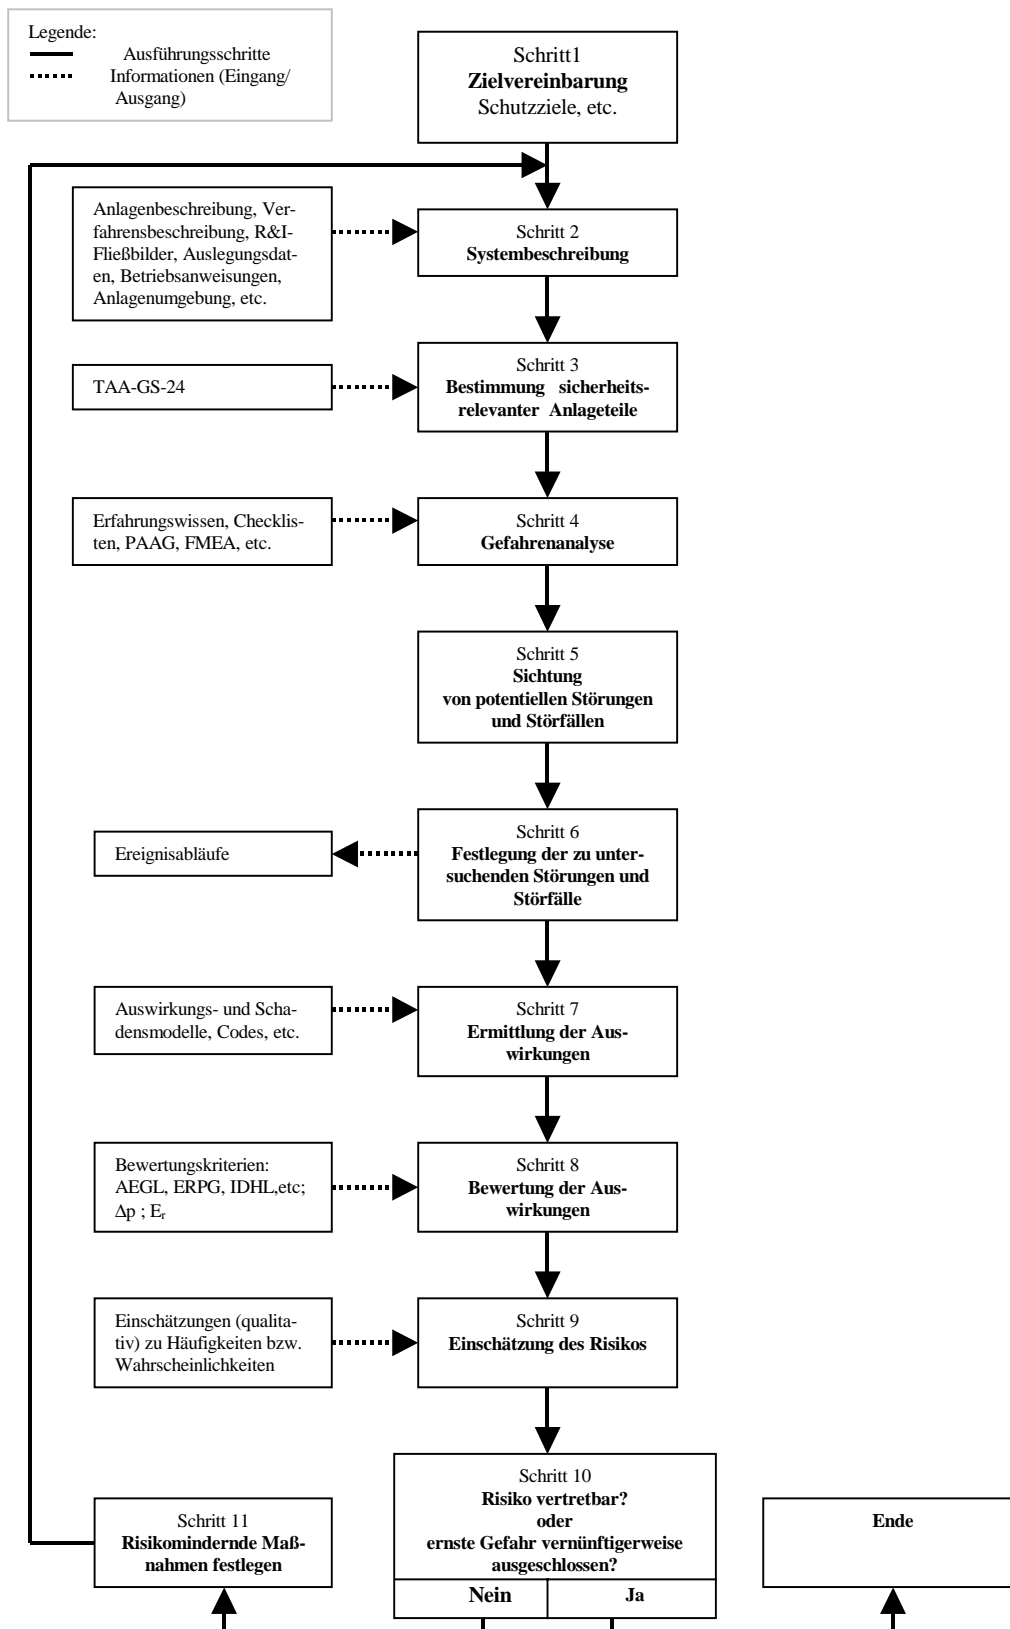 Legende:
Ausführungsschritte
Informationen (Eingang/
Ausgang)
Schritt1
Zielvereinbarung
Schutzziele, etc.
Anlagenbeschreibung, Ver-
fahrensbeschreibung, R&I-
Fließbilder, Auslegungsdat-
en, Betriebsanweisungen,
Anlagenumgebung, etc.
Schritt 2
Systembeschreibung
TAA-GS-24
Schritt 3
Bestimmung sicherheits-
relevanter Anlageteile
Erfahrungswissen, Checklis-
ten, PAAG, FMEA, etc.
Schritt 4
Gefahrenanalyse
Schritt 5
Sichtung
von potentiellen Störungen
und Störfällen
Ereignisabläufe
Schritt 6
Festlegung der zu unter-
suchenden Störungen und
Störfälle
Auswirkungs- und Scha-
densmodelle, Codes, etc.
Schritt 7
Ermittlung der Aus-
wirkungen
Bewertungskriterien:
AEGL, ERPG, IDHL,etc;
Δp ; Eᵣ
Schritt 8
Bewertung der Aus-
wirkungen
Einschätzungen (qualita-
tiv) zu Häufigkeiten bzw.
Wahrscheinlichkeiten
Schritt 9
Einschätzung des Risikos
Schritt 11
Risikomindernde Maß-
nahmen festlegen
Schritt 10
Risiko vertretbar?
oder
ernste Gefahr vernünftigerweise
ausgeschlossen?
Nein
Ja
Ende